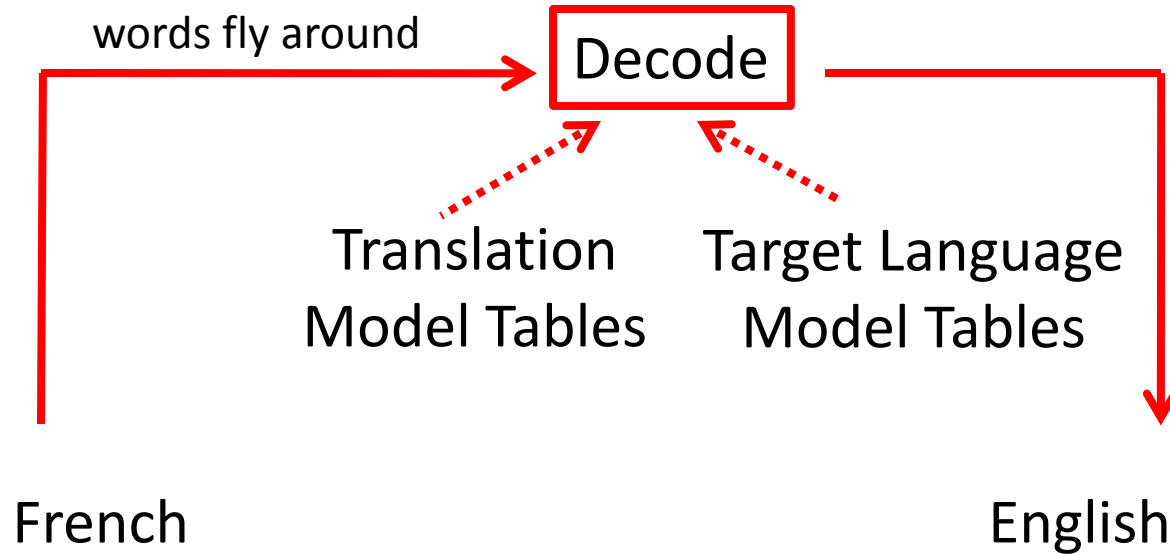 words fly around
Decode
Translation
Model Tables
Target Language
Model Tables
French
English